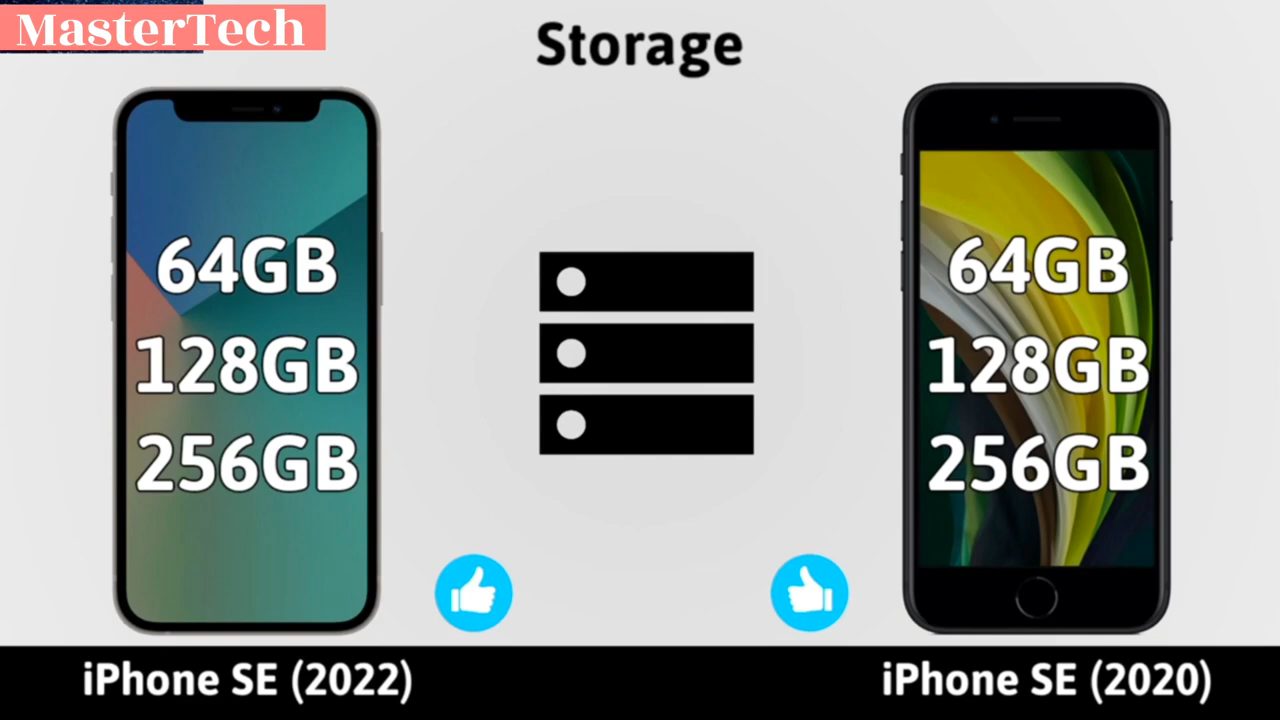 MasterTech
Storage
64GB
128GB
256GB
64GB
128GB
256GB
iPhone SE (2022)
iPhone SE (2020)